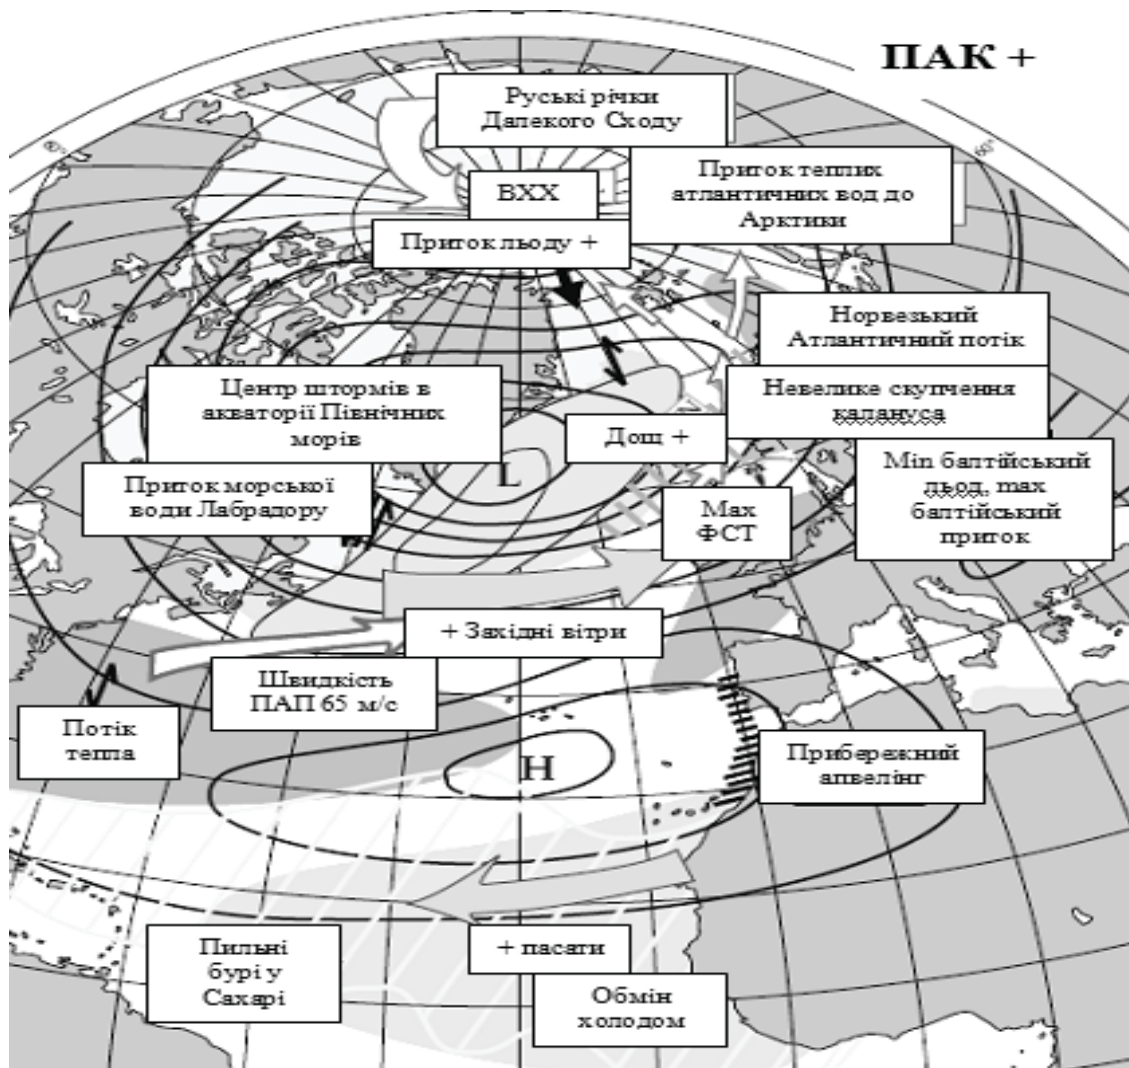 ПАК +
Руські річки
Далекого Сходу
Приток теплих
атлантичних вод до
Арктики
ВХХ
Приток льоду +
60°
60°
Норвезький
Атлантичний потік
Центр штормів в
акваторії Північних
морів
Невелике скупчення
калануса
Дощ +
L
Приток морської
води Лабрадору
Min балтійський
льод, max
балтійський
приток
Max
ФСТ
+ Західні вітри
Швидкість
ПАП 65 м/с
Потік
тепла
H
Прибережний
апвелінг
Пильні
бурі у
Сахарі
+ пасати
Обмін
холодом